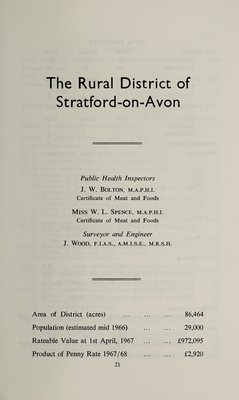 The Rural District of
Stratford-on-Avon
Public Health Inspectors
J. W. BOLTON, M.A.P.H.I.
Certificate of Meat and Foods
MISS W. L. SPENCE, M.A.P.H.I.
Certificate of Meat and Foods
Surveyor and Engineer
J. WOOD, F.I.A.S., A.M.I.S.E., M.R.S.H.
Area of District (acres) ... ... ... 86,464
Population (estimated mid 1966) ... ... 29,000
Rateable Value at 1st April, 1967 ... ... £972,095
Product of Penny Rate 1967/68 ... ... £2,920
21